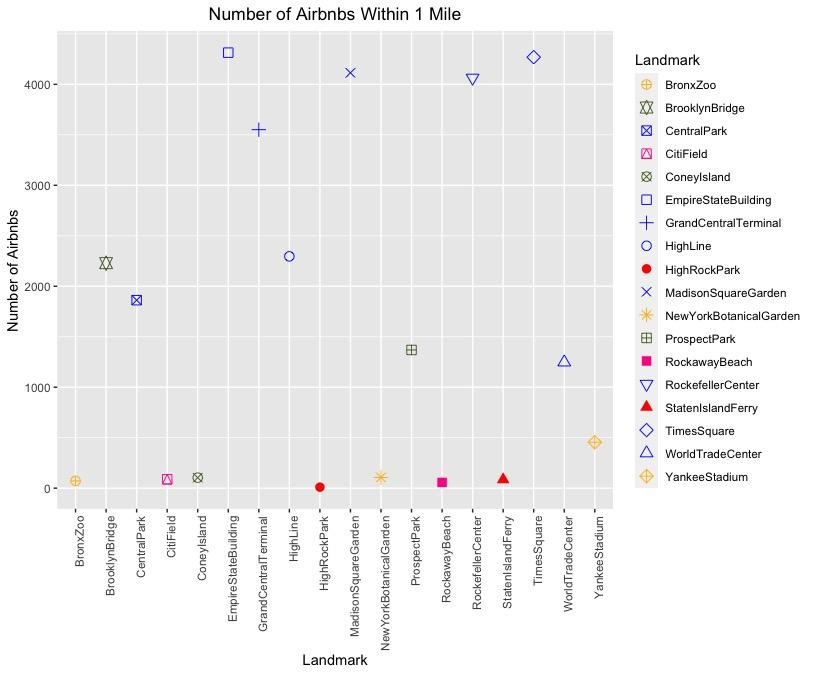 Number of Airbnbs Within 1 Mile
Number of Airbnbs
4000
3000
2000
1000
0
BronxZoo
BrooklynBridge
CentralPark
CitiField
ConeyIsland
EmpireStateBuilding
GrandCentralTerminal
HighLine
HighRockPark
MadisonSquareGarden
NewYorkBotanicalGarden
ProspectPark
RockawayBeach
RockefellerCenter
StatenIslandFerry
TimesSquare
WorldTradeCenter
YankeeStadium
Landmark
Landmark
BronxZoo
BrooklynBridge
CentralPark
CitiField
ConeyIsland
EmpireStateBuilding
GrandCentralTerminal
HighLine
HighRockPark
MadisonSquareGarden
NewYorkBotanicalGarden
ProspectPark
RockawayBeach
RockefellerCenter
StatenIslandFerry
TimesSquare
WorldTradeCenter
YankeeStadium